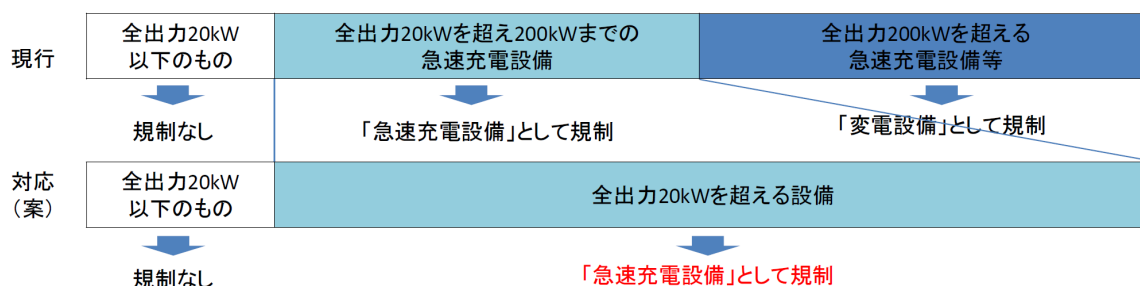 現行
全出力20kW
以下のもの
全出力20kWを超え200kWまでの
急速充電設備
全出力200kWを超える
急速充電設備等
規制なし
「急速充電設備」として規制
「変電設備」として規制
対応
（案）
全出力20kW
以下のもの
全出力20kWを超える設備
規制なし
「急速充電設備」として規制